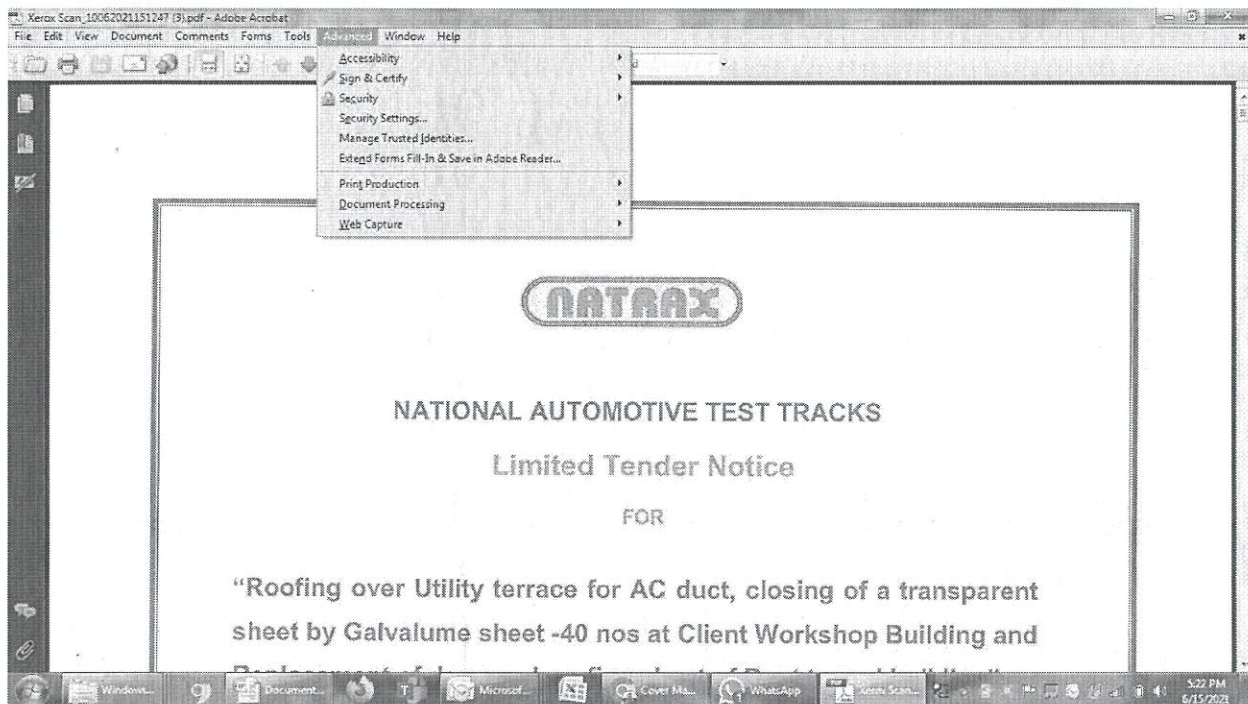 Xerox Scan_10062021151247 (3).pdf - Adobe Acrobat
File Edit View Document Comments Forms Tools Advanced Window Help
Accessibility
Sign & Certify
Security
Security Settings...
Manage Trusted Identities...
Extend Forms Fill-In & Save in Adobe Reader...
Print Production
Document Processing
Web Capture
NATRAX
NATIONAL AUTOMOTIVE TEST TRACKS
Limited Tender Notice
FOR
“Roofing over Utility terrace for AC duct, closing of a transparent
sheet by Galvalume sheet -40 nos at Client Workshop Building and
Windows... Document... Microsof... Cover Ma... WhatsApp Xerox Scan... 5:22 PM
6/15/2021